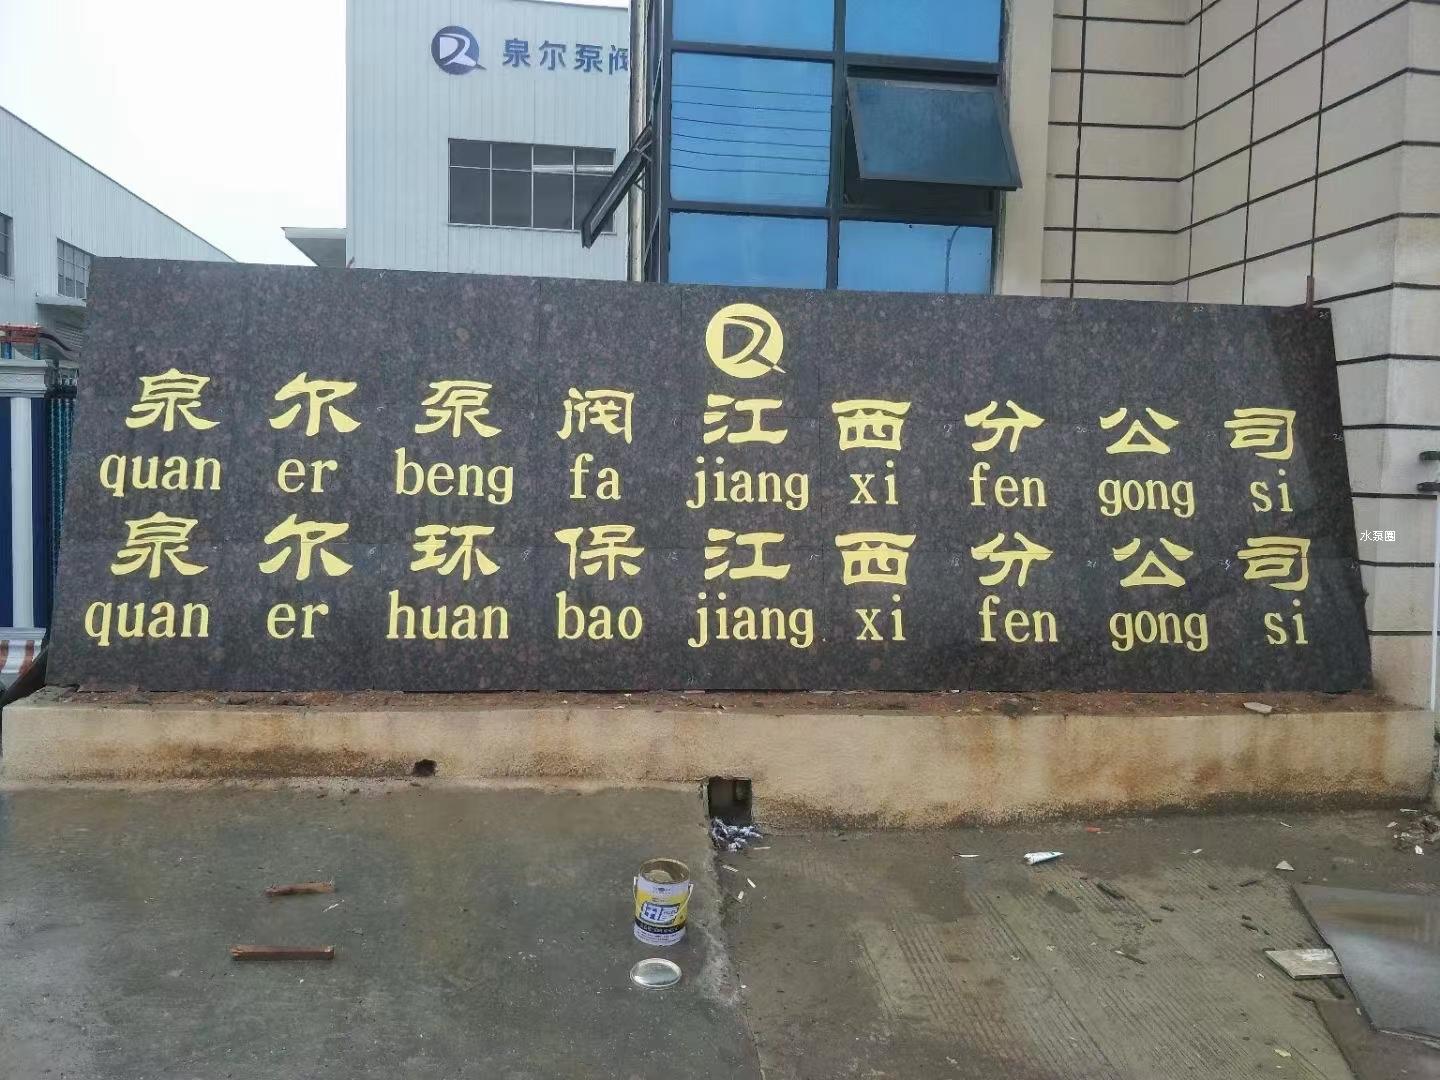 泉尔泵阀
泉尔泵阀江西分公司
quan er beng fa jiang xi fen gong si
泉尔环保江西分公司
quan er huan bao jiang xi fen gong si
水泵圈